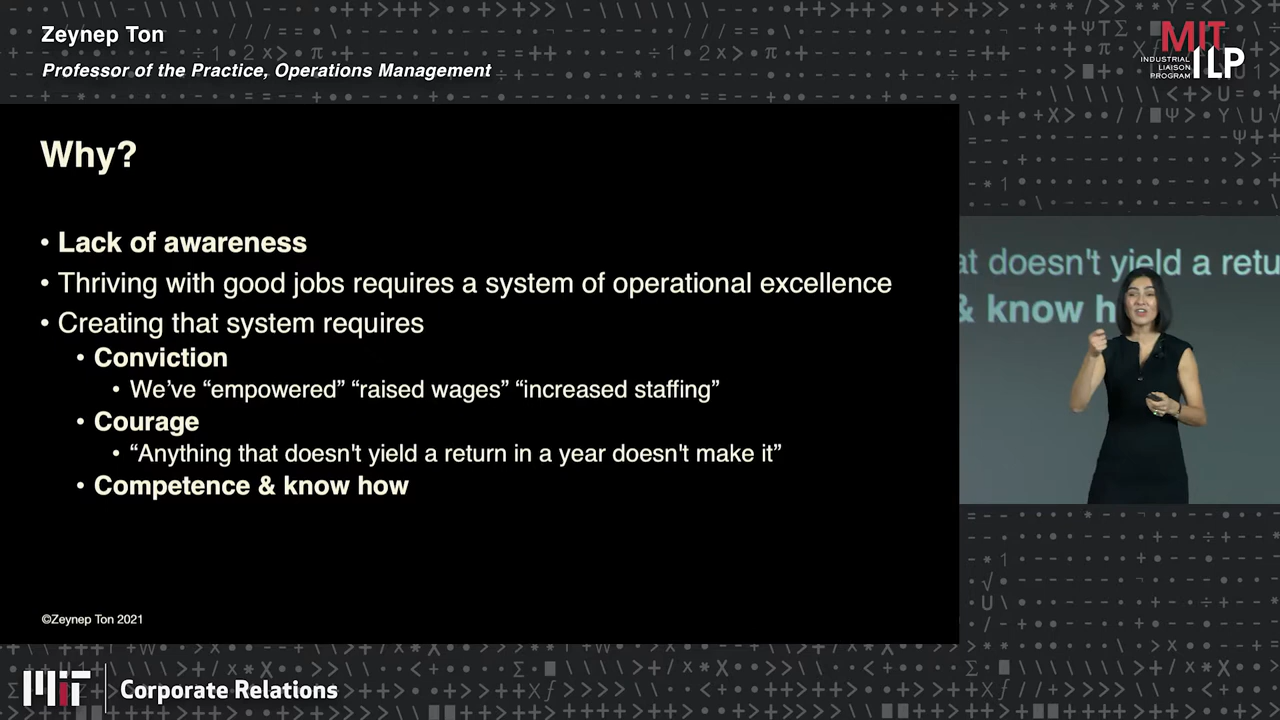 Zeynep Ton
Professor of the Practice, Operations Management
MIT
INDUSTRIAL
LIAISON
PROGRAM
ILP
Why?
• Lack of awareness
• Thriving with good jobs requires a system of operational excellence
• Creating that system requires
• Conviction
• We’ve “empowered” “raised wages” “increased staffing”
• Courage
• “Anything that doesn't yield a return in a year doesn't make it”
• Competence & know how
©Zeynep Ton 2021
at doesn't yield a retu
& know h
MIT
Corporate Relations